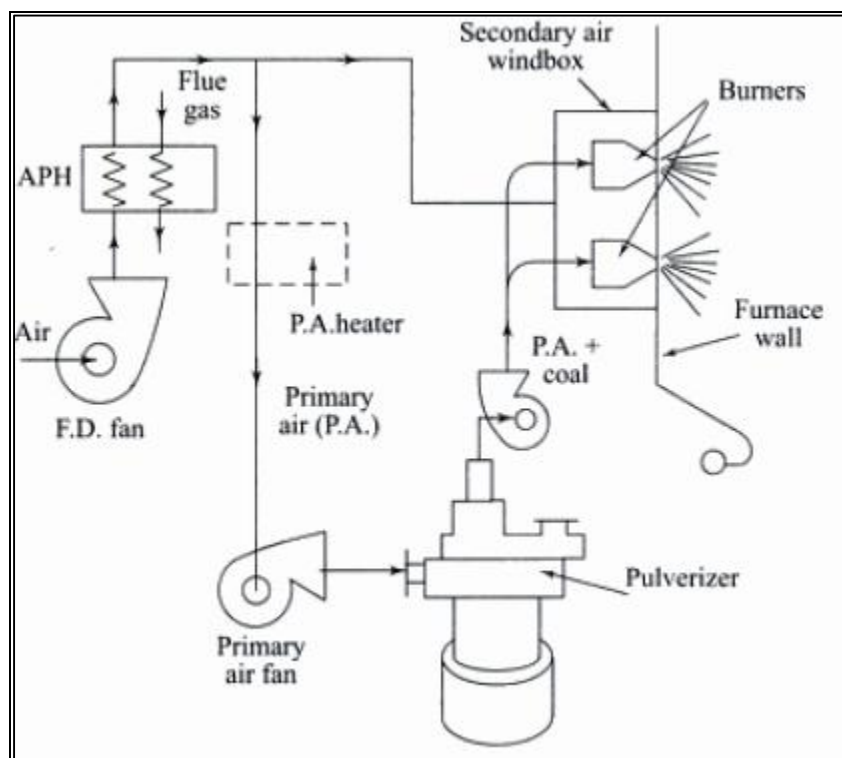 Secondary air
windbox
Burners
Flue
gas
APH
P.A.heater
Air
F.D. fan
Primary
air (P.A.)
P.A. +
coal
Furnace
wall
Pulverizer
Primary
air fan